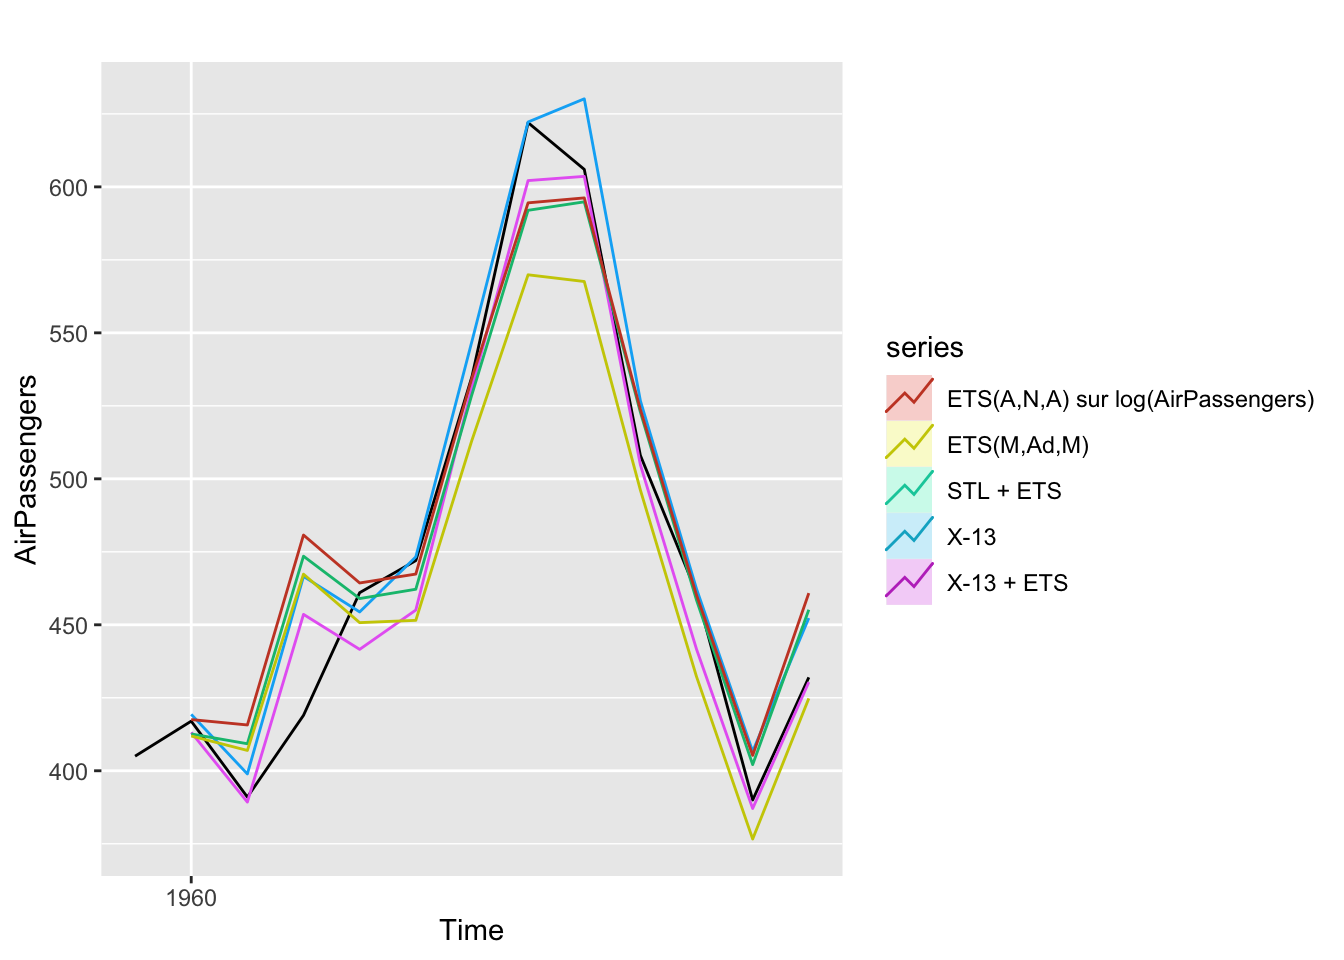 600
550
500
450
400
AirPassengers
1960
Time
series
ETS(A,N,A) sur log(AirPassengers)
ETS(M,Ad,M)
STL + ETS
X-13
X-13 + ETS